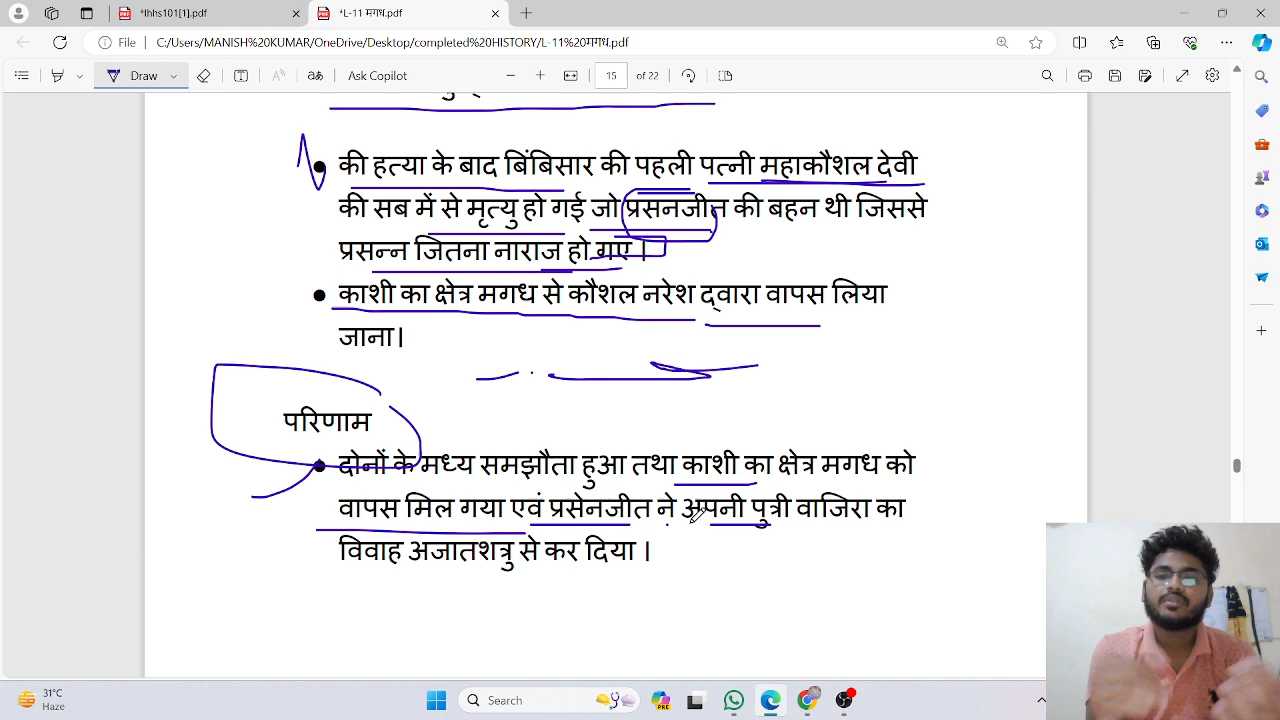 *lhhs101[1].pdf
*L-11 मगध.pdf
File C:/Users/MANISH%20KUMAR/OneDrive/Desktop/completed%20HISTORY/L-11%20मगध.pdf
Draw
Ask Copilot
15 of 22
• की हत्या के बाद बिंबिसार की पहली पत्नी महाकौशल देवी
की सब में से मृत्यु हो गई जो प्रसनजीत की बहन थी जिससे
प्रसन्न जितना नाराज हो गए ।
• काशी का क्षेत्र मगध से कौशल नरेश द्वारा वापस लिया
जाना।
परिणाम
• दोनों के मध्य समझौता हुआ तथा काशी का क्षेत्र मगध को
वापस मिल गया एवं प्रसेनजीत ने अपनी पुत्री वाजिरा का
विवाह अजातशत्रु से कर दिया ।
31°C
Haze
Search
PRE